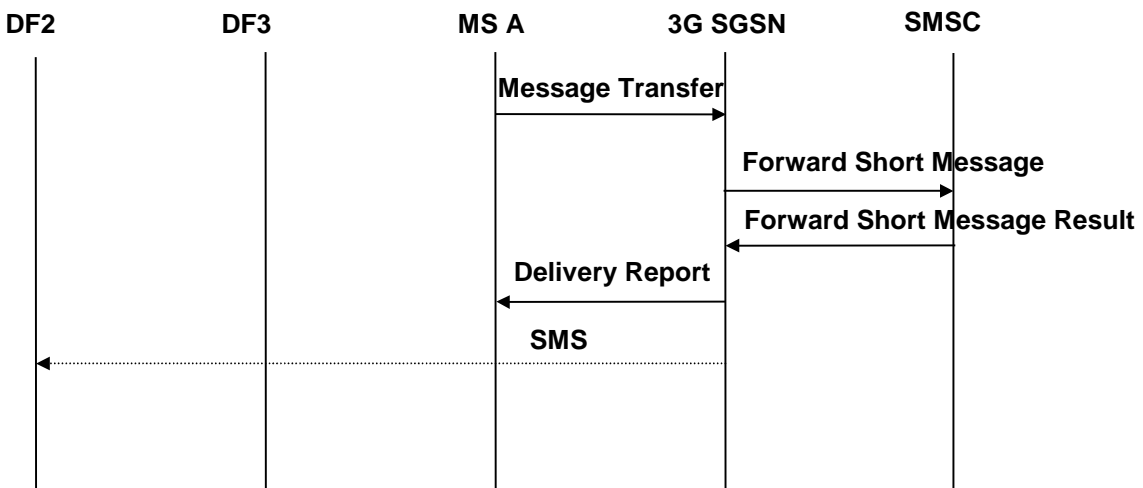 DF2 DF3 MS A 3G SGSN SMSC
Message Transfer
Forward Short Message
Forward Short Message Result
Delivery Report
SMS